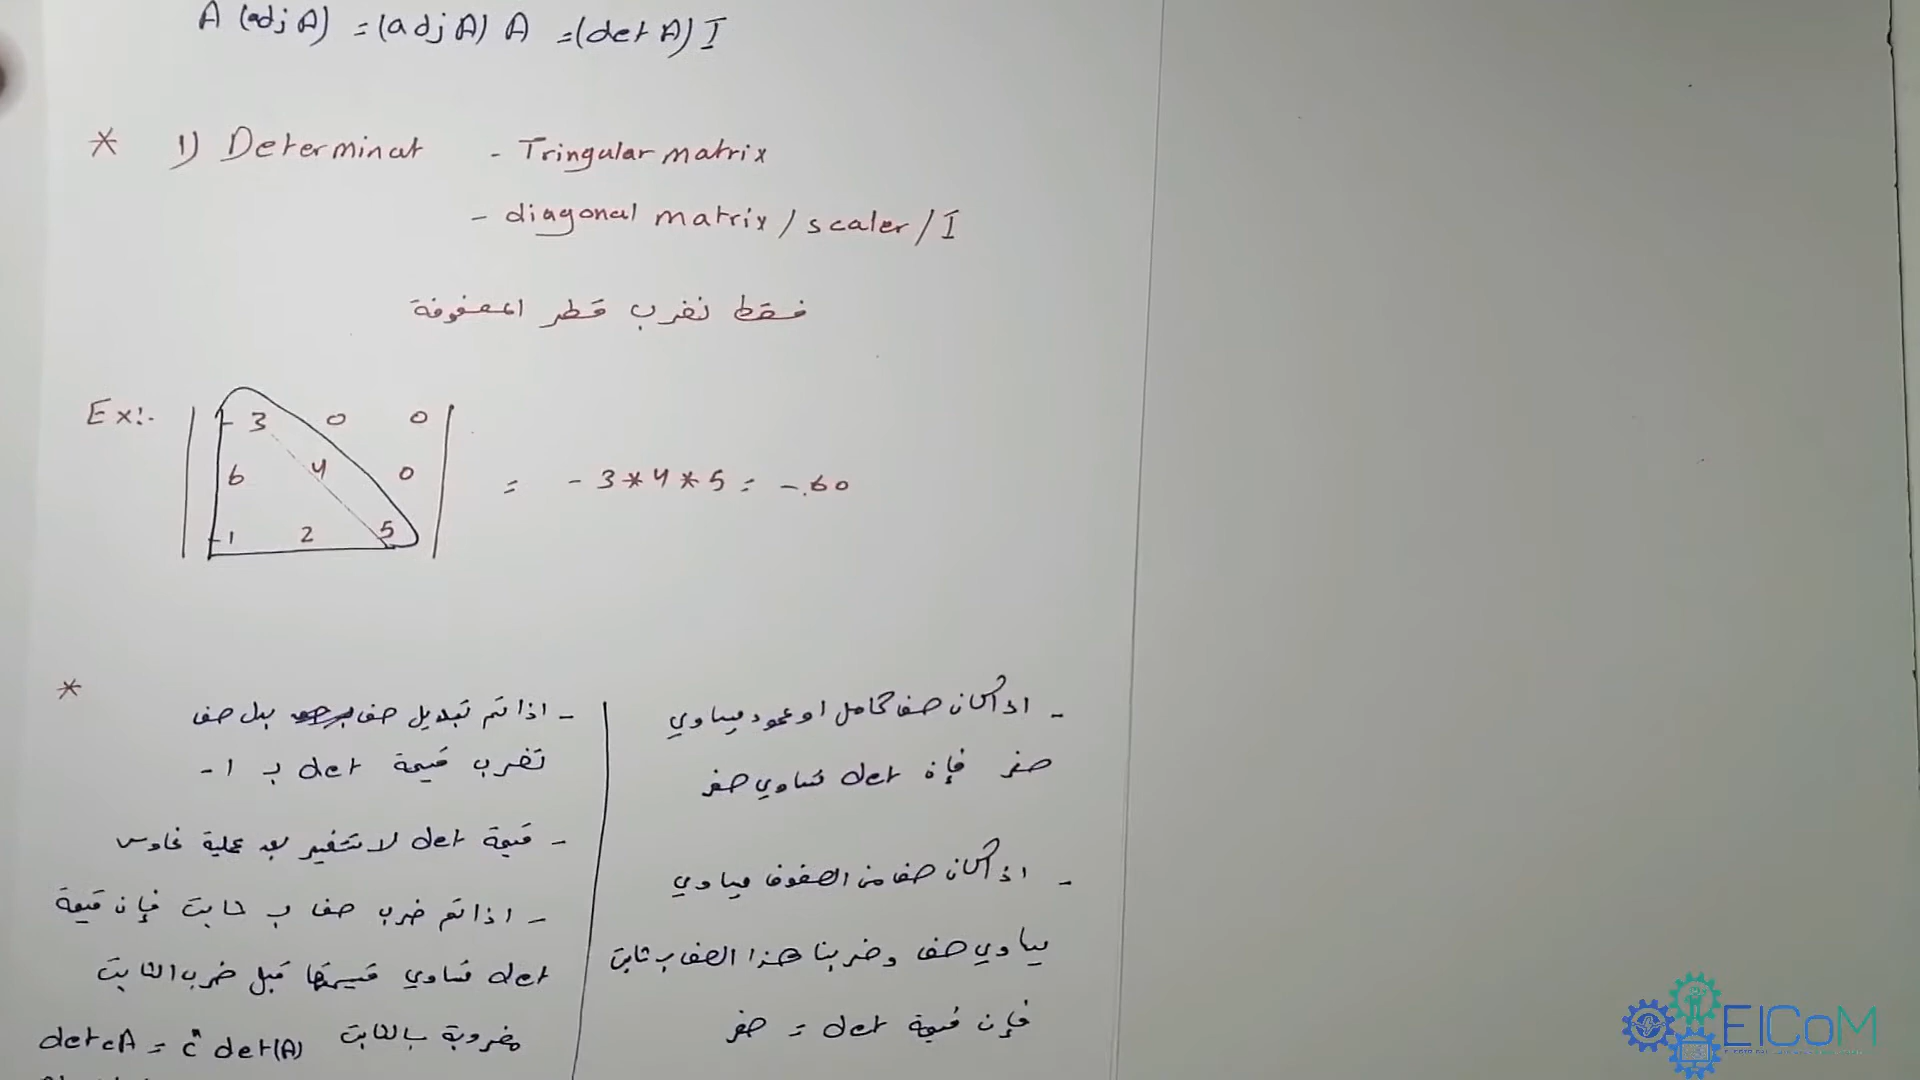 A (adj A) = (adj A) A = (det A) I
* 1) Determinat - Tringular matrix
- diagonal matrix / scaler / I
فقط نضرب قطر المصفوفة
Ex:-
-3 0 0
6 4 0
-1 2 5
= -3*4*5 = -60
*
- اذا كان صف كامل او عمود يساوي
صفر فإن det تساوي صفر
- اذا كان صف من الصفوف يساوي
يساوي صف وضربنا هذا الصف ب ثابت
فإن قيمة det = صفر
- اذا تم تبديل صف بدل صف
تضرب قيمة det بـ 1-
- قيمة det لا تتغير بعد عملية غاوس
- اذا تم ضرب صف ب ثابت فإن قيمة
det تساوي قيمتها قبل ضرب الثابت
مضروبة بالثابت det cA = cⁿ det(A)
EICoM